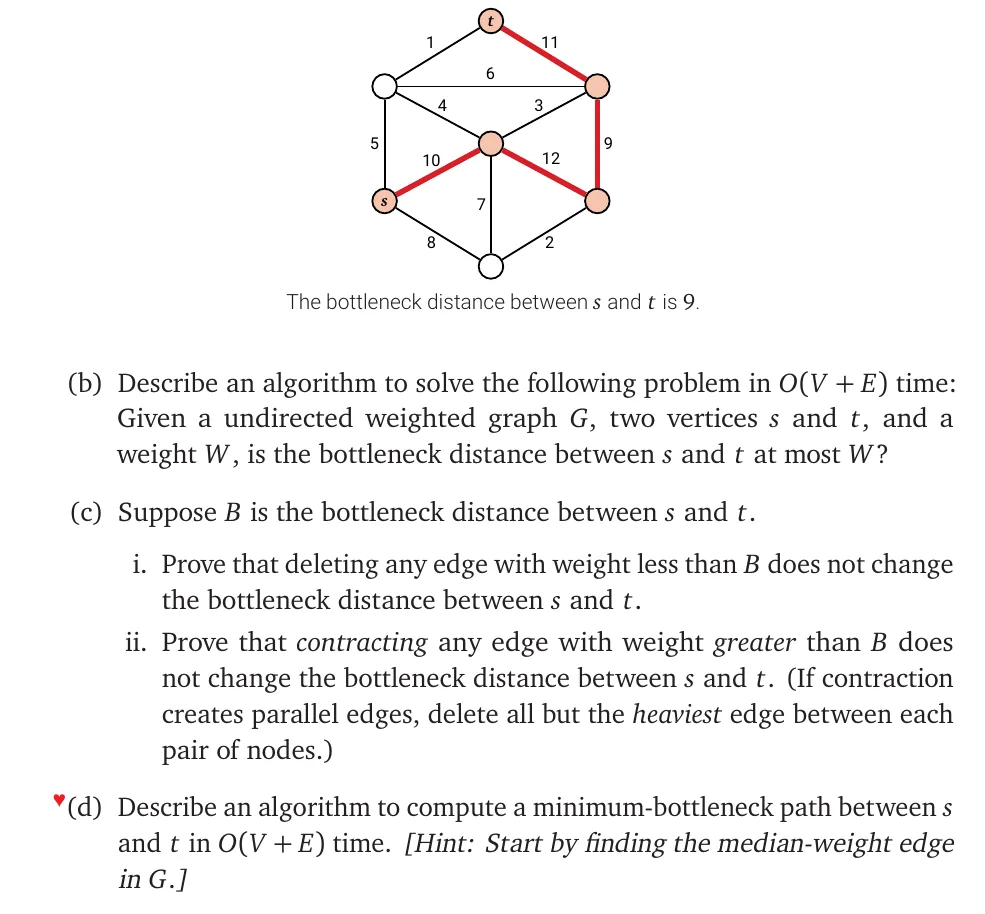 t
1
11
6
4
3
5
10
12
9
s
7
8
2
The bottleneck distance between s and t is 9.
(b) Describe an algorithm to solve the following problem in O(V + E) time:
Given a undirected weighted graph G, two vertices s and t, and a
weight W, is the bottleneck distance between s and t at most W?
(c) Suppose B is the bottleneck distance between s and t.
i. Prove that deleting any edge with weight less than B does not change
the bottleneck distance between s and t.
ii. Prove that contracting any edge with weight greater than B does
not change the bottleneck distance between s and t. (If contraction
creates parallel edges, delete all but the heaviest edge between each
pair of nodes.)
♥(d) Describe an algorithm to compute a minimum-bottleneck path between s
and t in O(V + E) time. [Hint: Start by finding the median-weight edge
in G.]